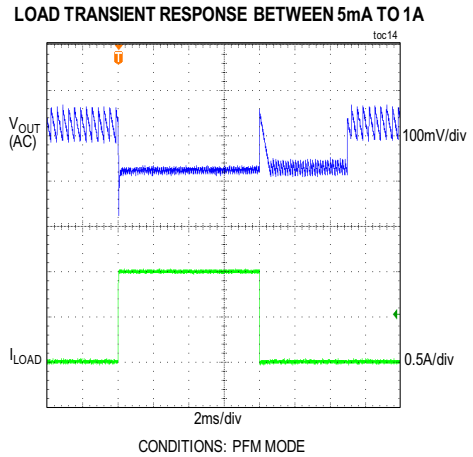 LOAD TRANSIENT RESPONSE BETWEEN 5mA TO 1A
toc14
T
VOUT
(AC)
100mV/div
ILOAD
0.5A/div
2ms/div
CONDITIONS: PFM MODE